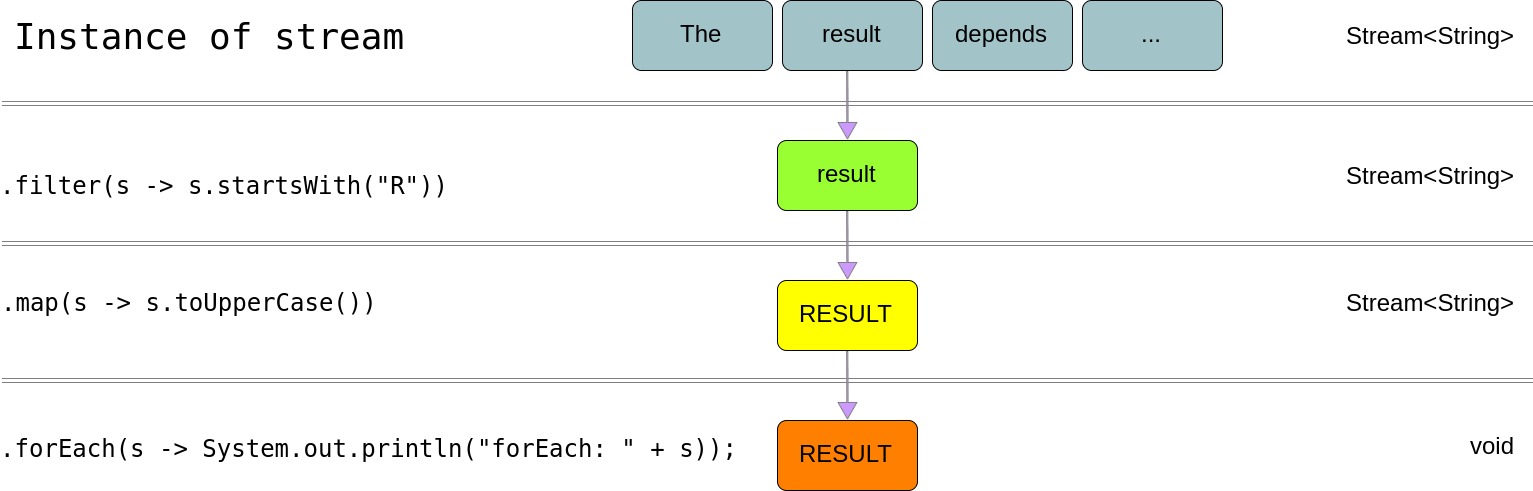 Instance of stream The result depends ... Stream<String>
.filter(s -> s.startsWith("R")) result Stream<String>
.map(s -> s.toUpperCase()) RESULT Stream<String>
.forEach(s -> System.out.println("forEach: " + s)); RESULT void